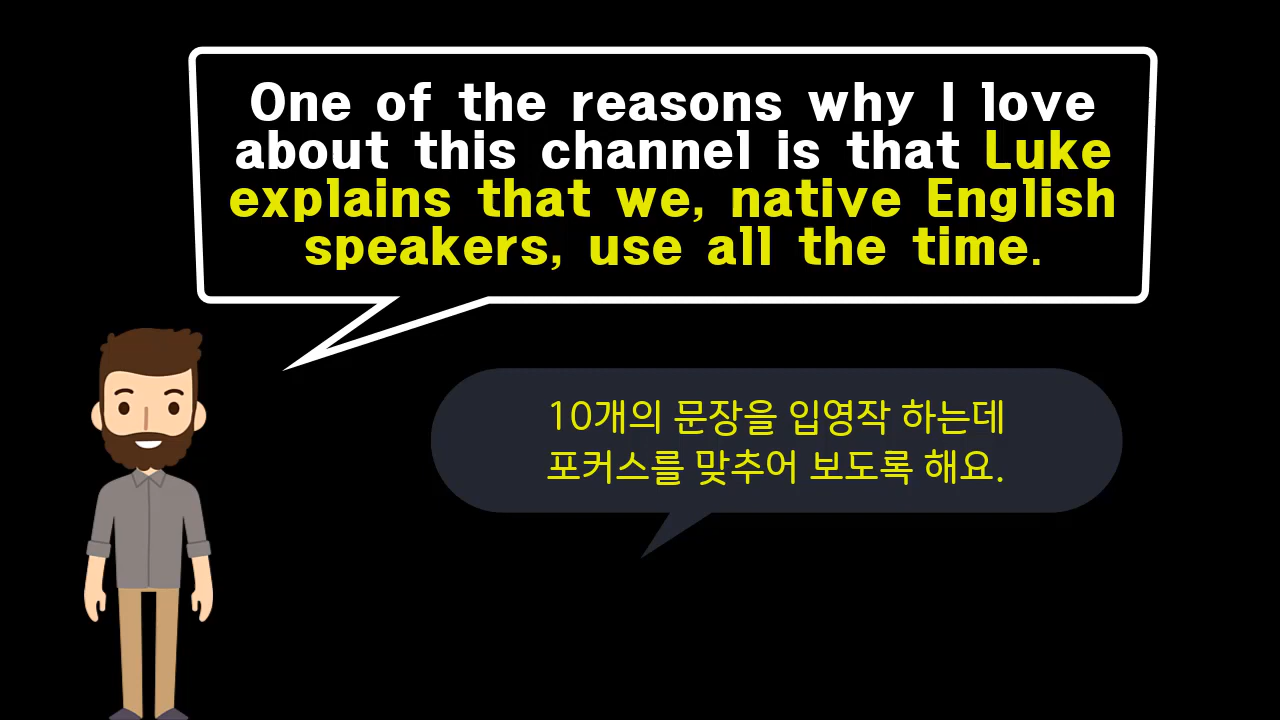 One of the reasons why I love
about this channel is that Luke
explains that we, native English
speakers, use all the time.
10개의 문장을 입영작 하는데
포커스를 맞추어 보도록 해요.